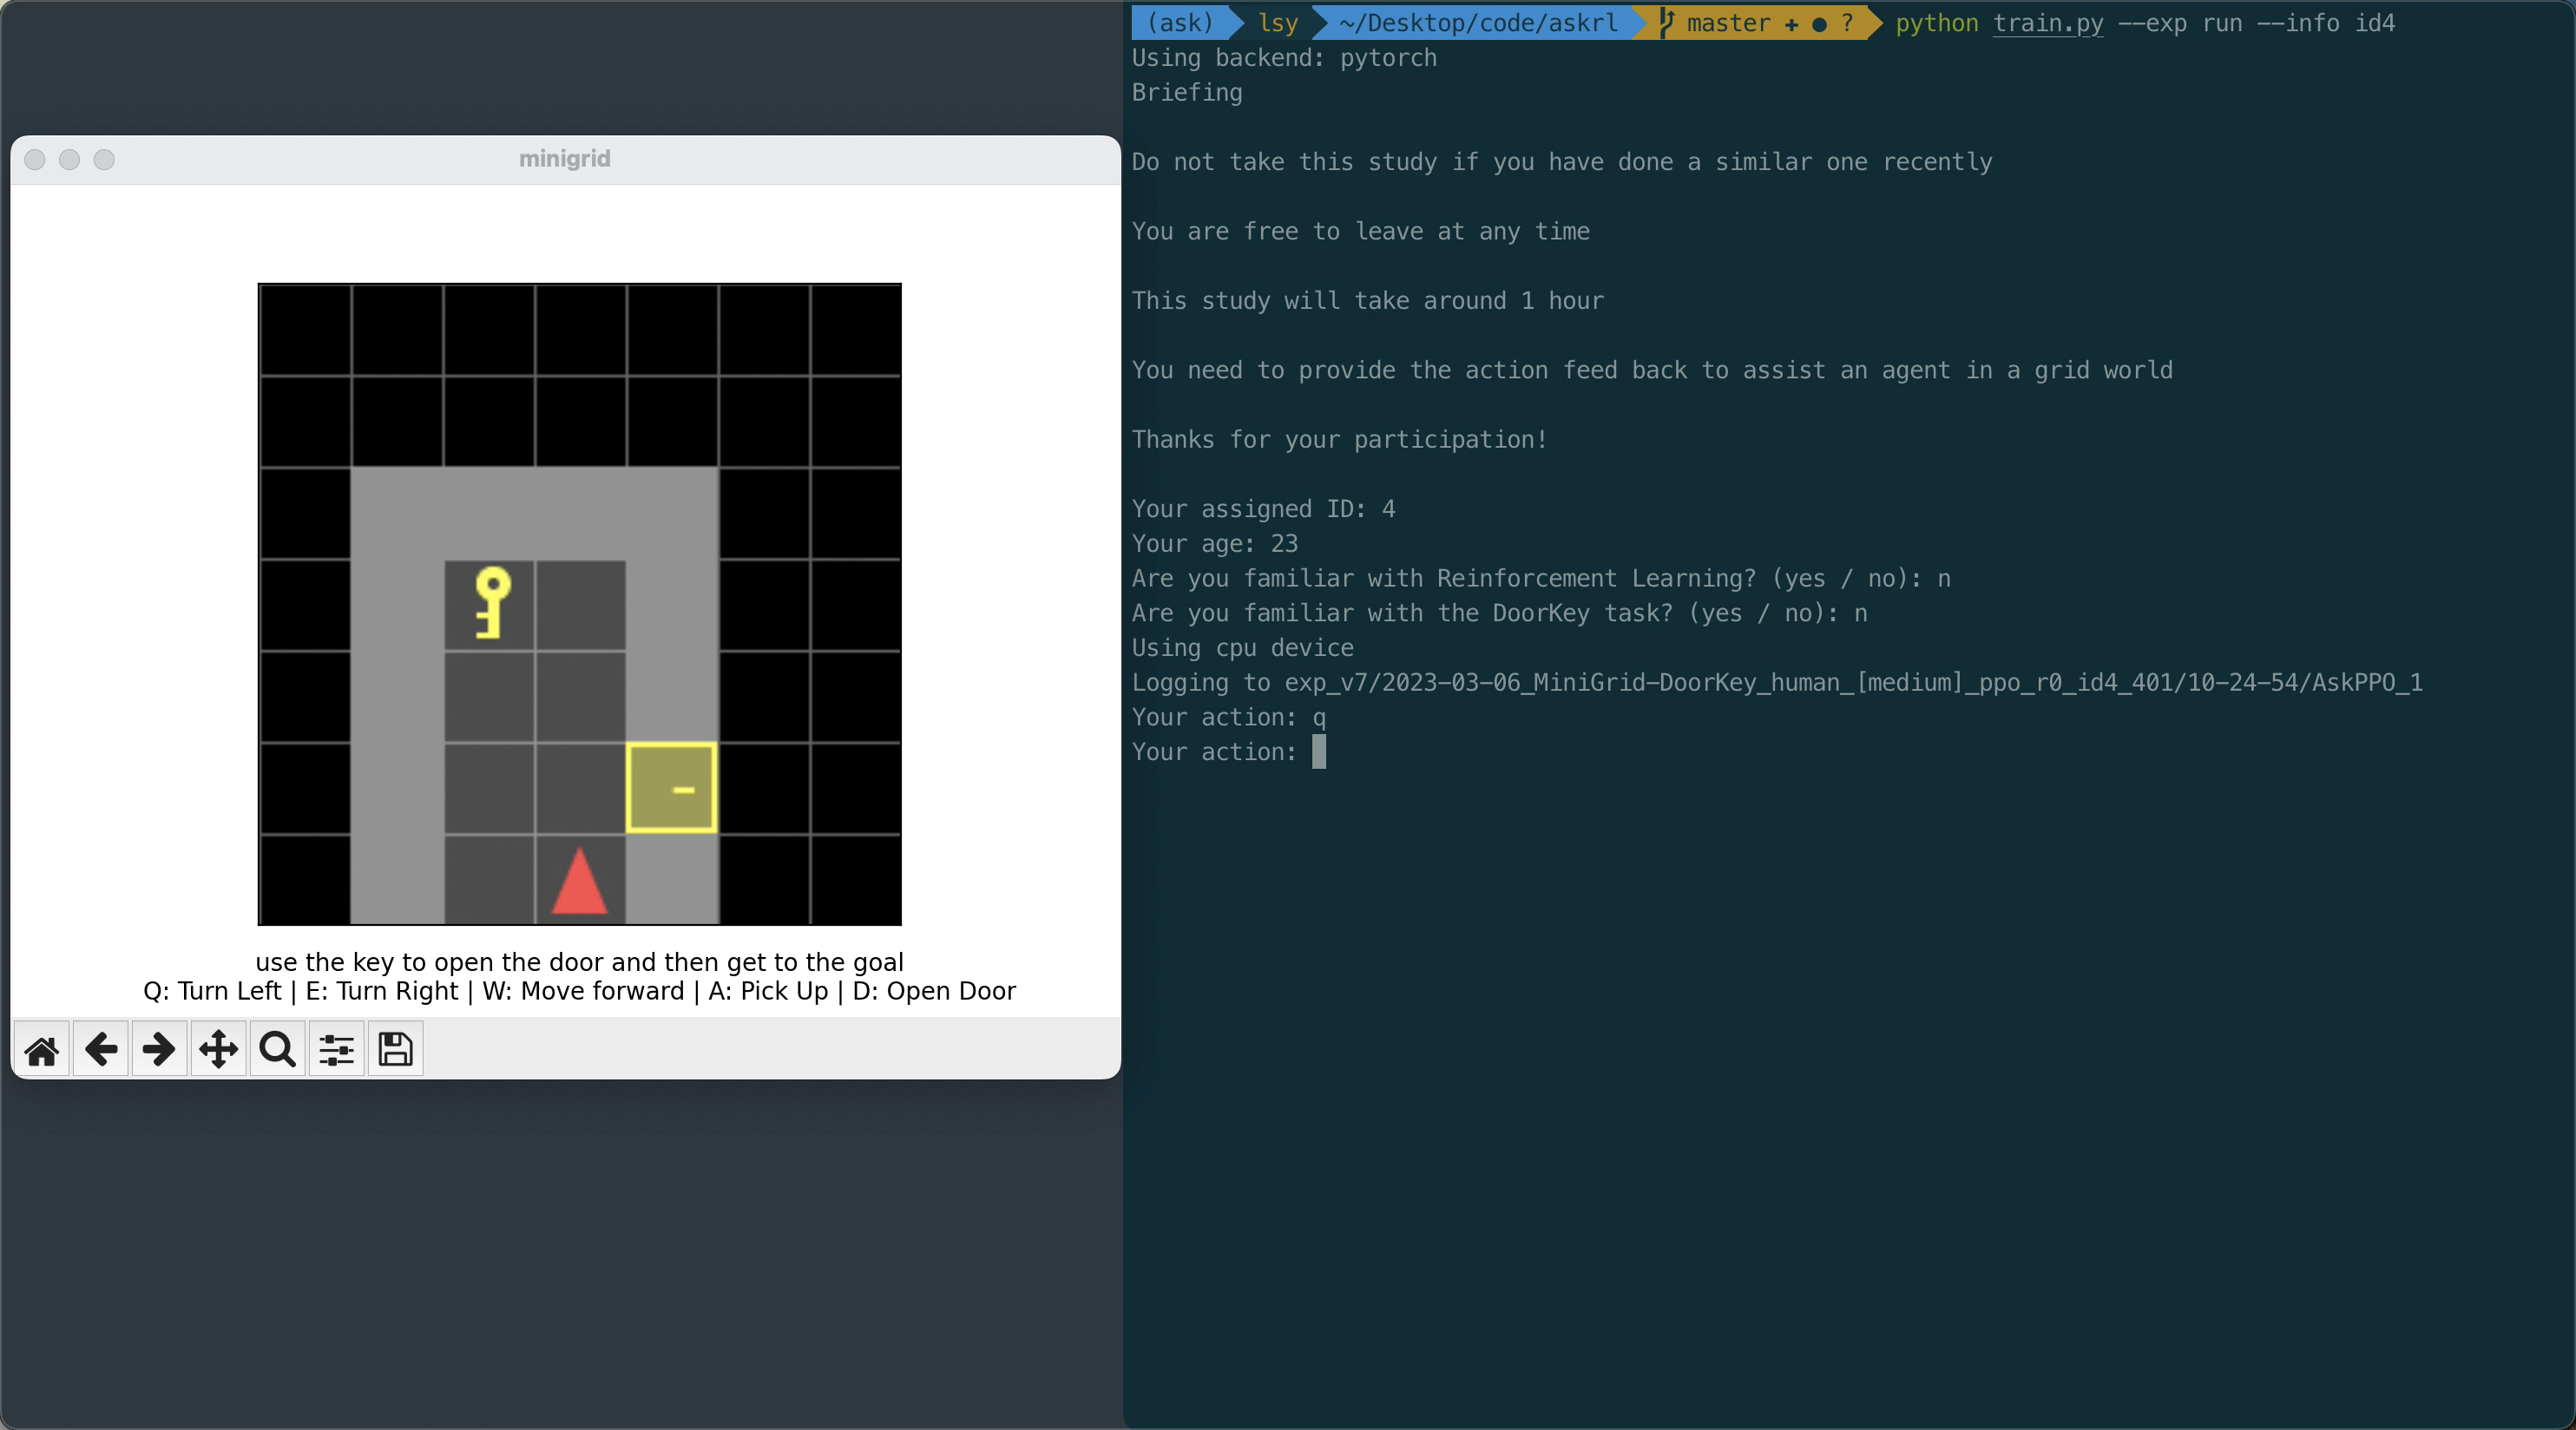 minigrid
use the key to open the door and then get to the goal
Q: Turn Left | E: Turn Right | W: Move forward | A: Pick Up | D: Open Door
(ask) lsy ~/Desktop/code/askrl master + ● ? python train.py --exp run --info id4
Using backend: pytorch
Briefing
Do not take this study if you have done a similar one recently
You are free to leave at any time
This study will take around 1 hour
You need to provide the action feed back to assist an agent in a grid world
Thanks for your participation!
Your assigned ID: 4
Your age: 23
Are you familiar with Reinforcement Learning? (yes / no): n
Are you familiar with the DoorKey task? (yes / no): n
Using cpu device
Logging to exp_v7/2023-03-06_MiniGrid-DoorKey_human_[medium]_ppo_r0_id4_401/10-24-54/AskPPO_1
Your action: q
Your action: